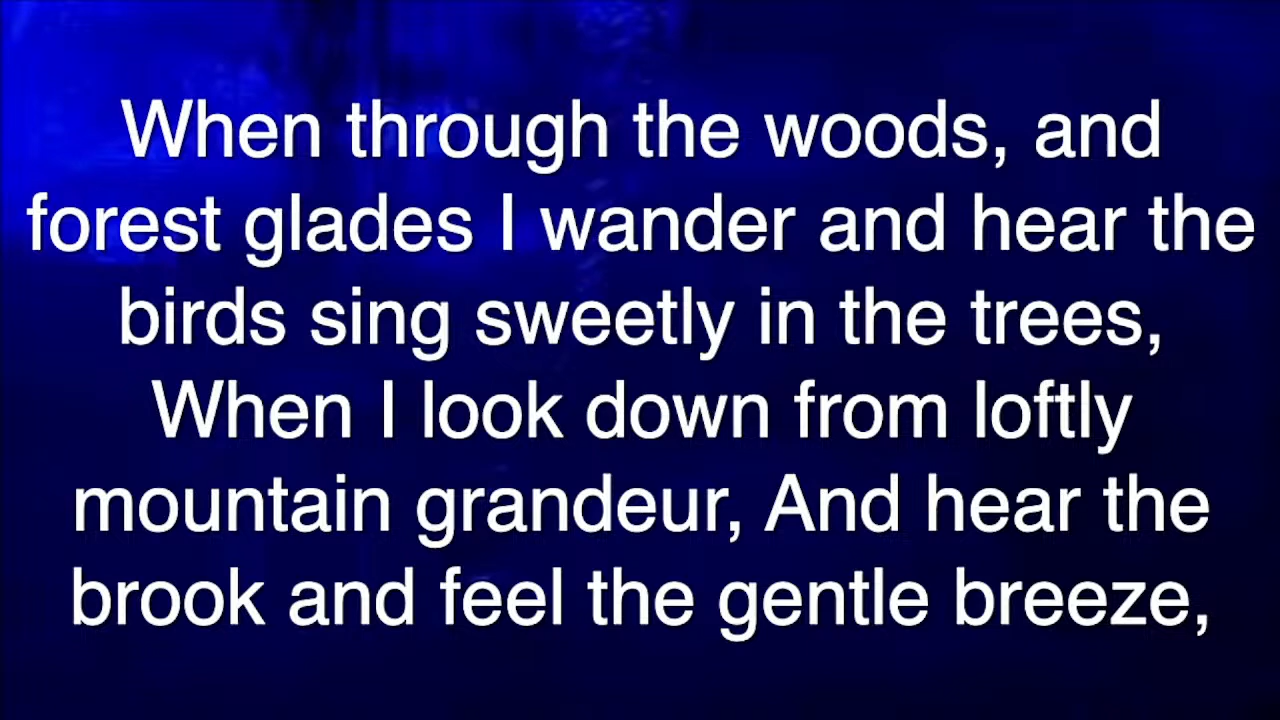 When through the woods, and
forest glades I wander and hear the
birds sing sweetly in the trees,
When I look down from loftly
mountain grandeur, And hear the
brook and feel the gentle breeze,